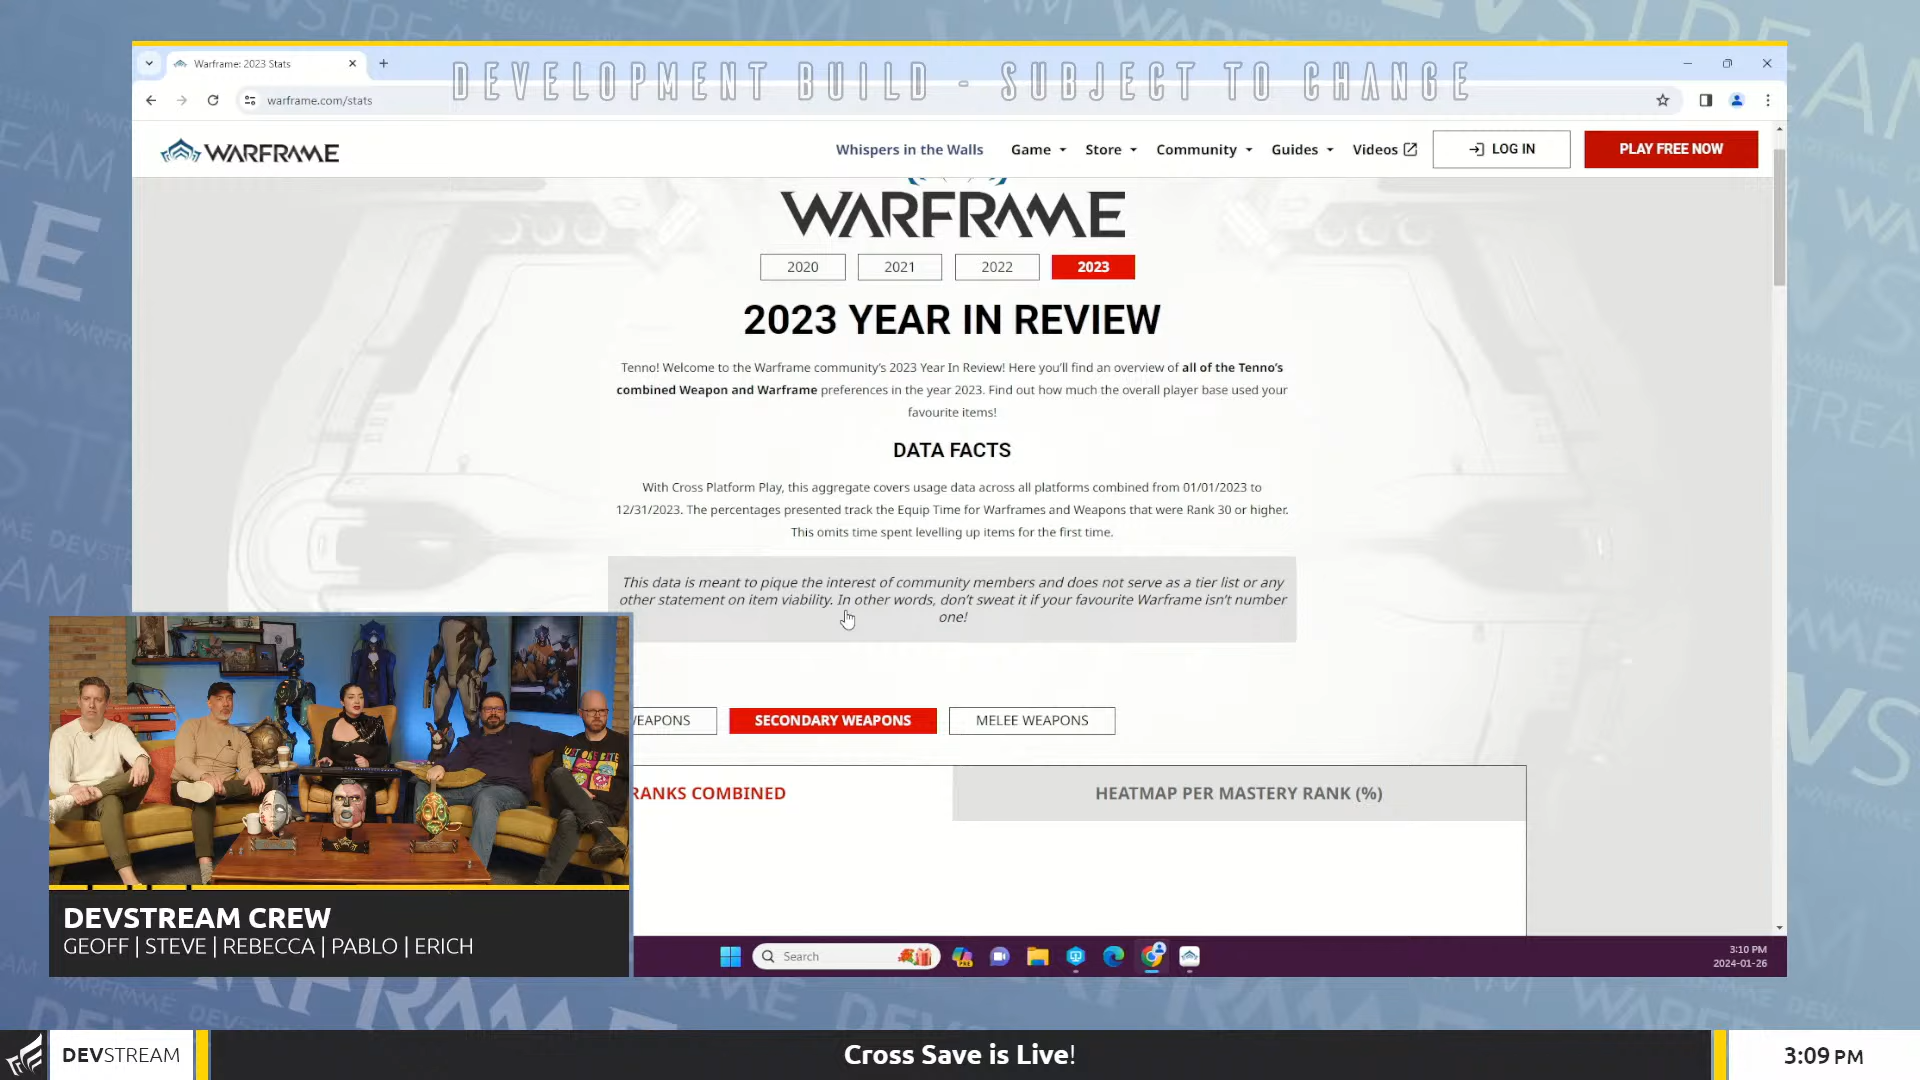 Warframe: 2023 Stats
DEVELOPMENT BUILD - SUBJECT TO CHANGE
warframe.com/stats
WARFRAME
Whispers in the Walls
Game
Store
Community
Guides
Videos
LOG IN
PLAY FREE NOW
WARFRAME
2020
2021
2022
2023
2023 YEAR IN REVIEW
Tenno! Welcome to the Warframe community's 2023 Year In Review! Here you'll find an overview of all of the Tenno's
combined Weapon and Warframe preferences in the year 2023. Find out how much the overall player base used your
favourite items!
DATA FACTS
With Cross Platform Play, this aggregate covers usage data across all platforms combined from 01/01/2023 to
12/31/2023. The percentages presented track the Equip Time for Warframes and Weapons that were Rank 30 or higher.
This omits time spent levelling up items for the first time.
This data is meant to pique the interest of community members and does not serve as a tier list or any
other statement on item viability. In other words, don't sweat it if your favourite Warframe isn't number
one!
EAPONS
SECONDARY WEAPONS
MELEE WEAPONS
RANKS COMBINED
HEATMAP PER MASTERY RANK (%)
JUST ONE BITE
DEVSTREAM CREW
GEOFF | STEVE | REBECCA | PABLO | ERICH
Search
3:10 PM
2024-01-26
DEVSTREAM
Cross Save is Live!
3:09 PM